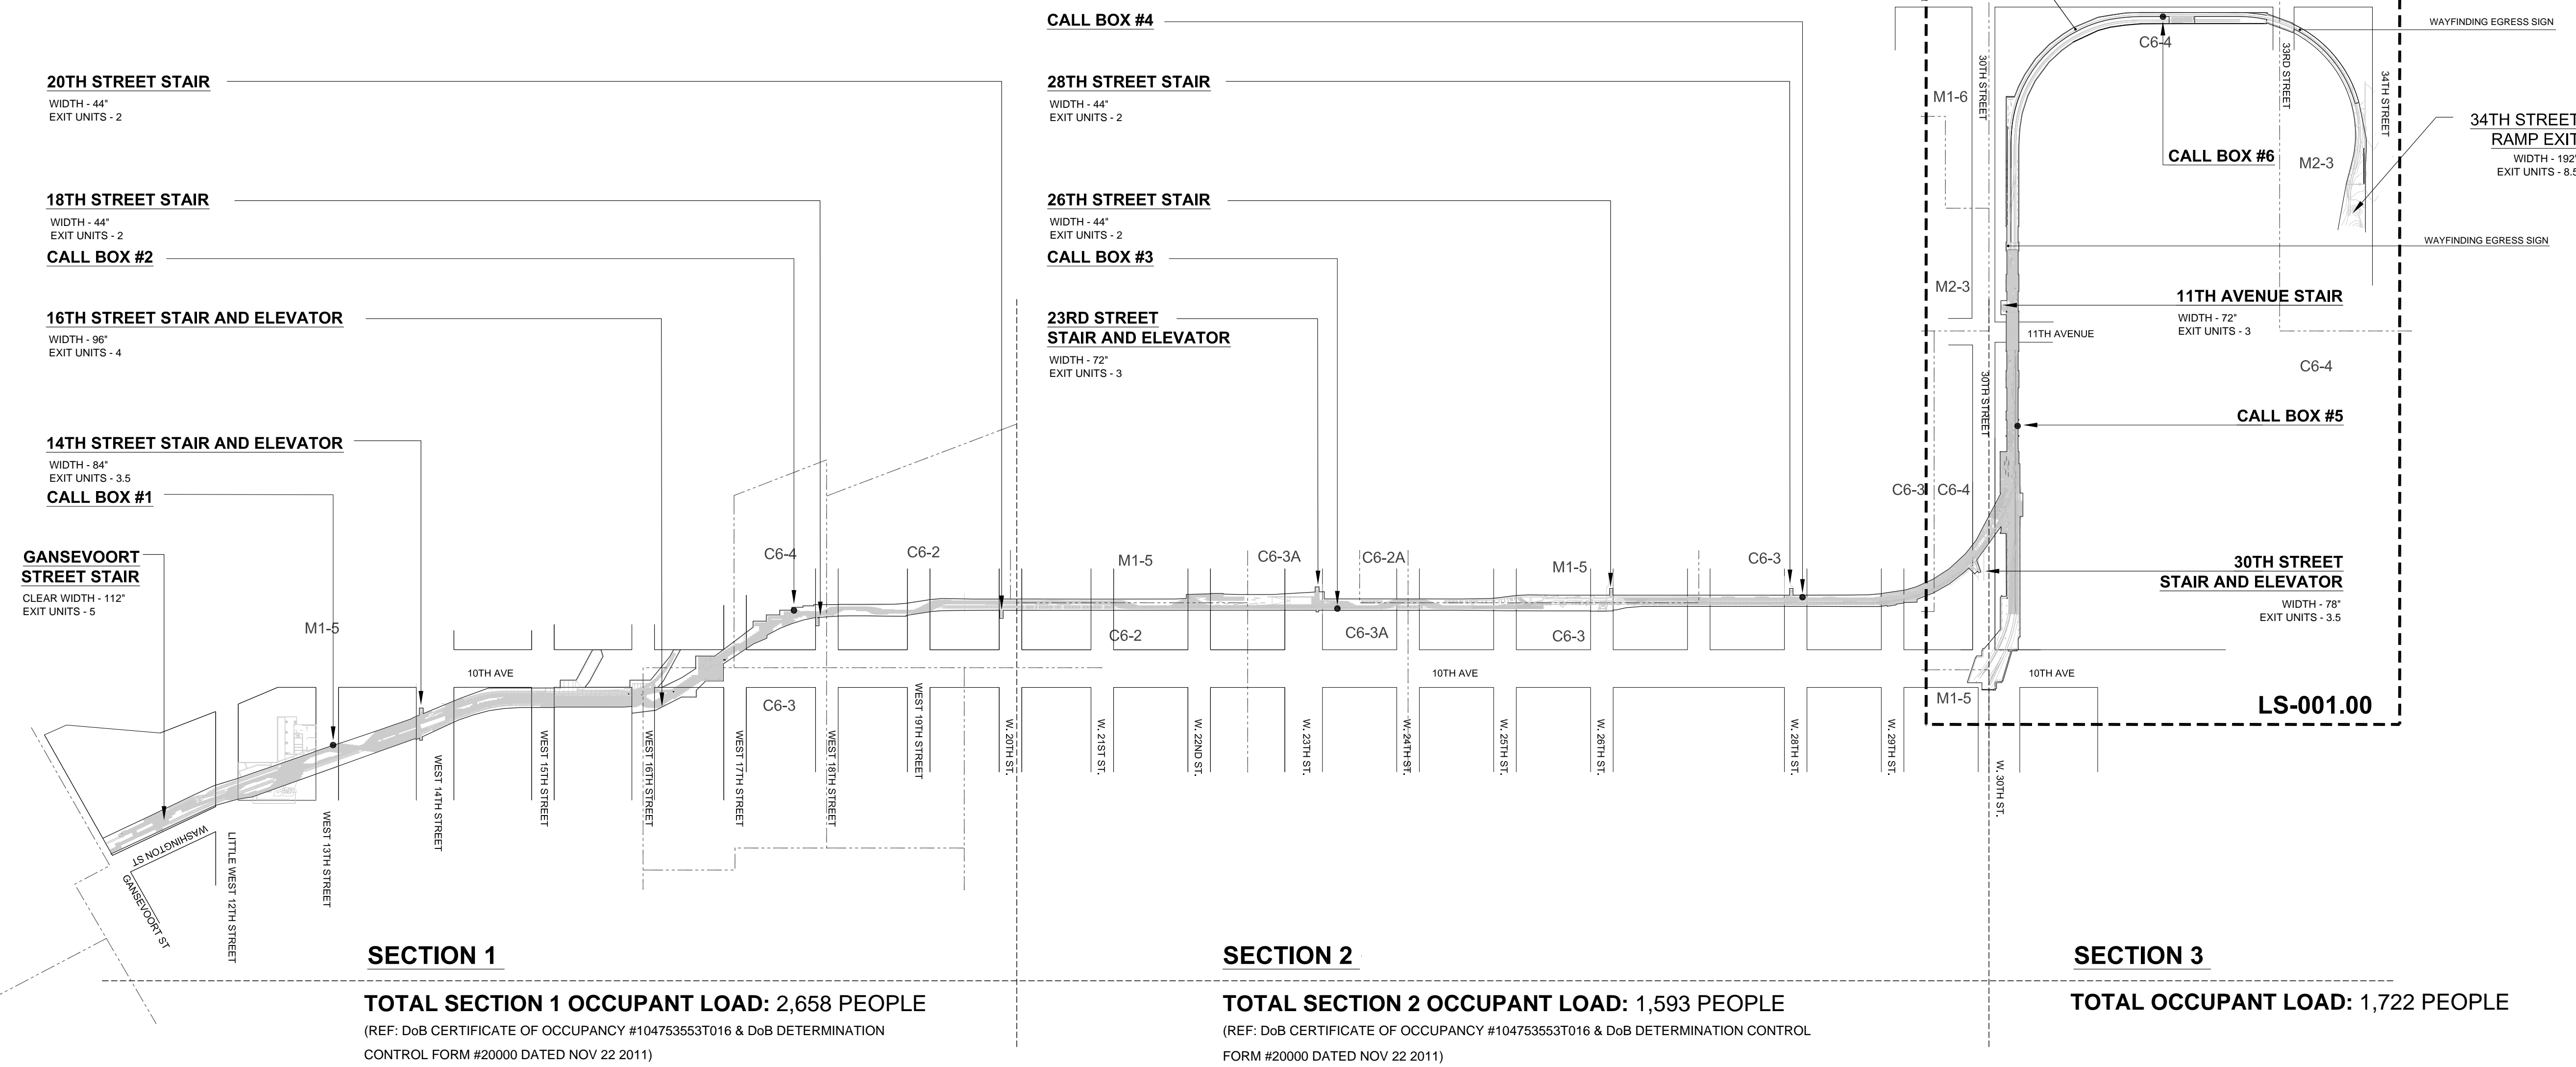 CALL BOX #4
WAYFINDING EGRESS SIGN
C6-4
30TH STREET
33RD STREET
34TH STREET
20TH STREET STAIR
WIDTH - 44"
EXIT UNITS - 2
28TH STREET STAIR
WIDTH - 44"
EXIT UNITS - 2
M1-6
34TH STREET
RAMP EXIT
WIDTH - 192"
EXIT UNITS - 8.5
CALL BOX #6
M2-3
18TH STREET STAIR
WIDTH - 44"
EXIT UNITS - 2
CALL BOX #2
26TH STREET STAIR
WIDTH - 44"
EXIT UNITS - 2
CALL BOX #3
WAYFINDING EGRESS SIGN
M2-3
11TH AVENUE STAIR
WIDTH - 72"
EXIT UNITS - 3
11TH AVENUE
16TH STREET STAIR AND ELEVATOR
WIDTH - 96"
EXIT UNITS - 4
23RD STREET
STAIR AND ELEVATOR
WIDTH - 72"
EXIT UNITS - 3
C6-4
30TH STREET
CALL BOX #5
14TH STREET STAIR AND ELEVATOR
WIDTH - 84"
EXIT UNITS - 3.5
CALL BOX #1
C6-3
C6-4
GANSEVOORT
STREET STAIR
CLEAR WIDTH - 112"
EXIT UNITS - 5
C6-4
C6-2
M1-5
C6-3A
C6-2A
M1-5
C6-3
30TH STREET
STAIR AND ELEVATOR
WIDTH - 78"
EXIT UNITS - 3.5
M1-5
C6-2
C6-3A
C6-3
10TH AVE
10TH AVE
10TH AVE
C6-3
M1-5
LS-001.00
WASHINGTON ST
GANSEVOORT ST
LITTLE WEST 12TH STREET
WEST 13TH STREET
WEST 14TH STREET
WEST 15TH STREET
WEST 16TH STREET
WEST 17TH STREET
WEST 18TH STREET
WEST 19TH STREET
W. 20TH ST.
W. 21ST ST.
W. 22ND ST.
W. 23TH ST.
W. 24TH ST.
W. 25TH ST.
W. 26TH ST.
W. 28TH ST.
W. 29TH ST.
W. 30TH ST.
SECTION 1
SECTION 2
SECTION 3
TOTAL SECTION 1 OCCUPANT LOAD: 2,658 PEOPLE
(REF: DoB CERTIFICATE OF OCCUPANCY #104753553T016 & DoB DETERMINATION
CONTROL FORM #20000 DATED NOV 22 2011)
TOTAL SECTION 2 OCCUPANT LOAD: 1,593 PEOPLE
(REF: DoB CERTIFICATE OF OCCUPANCY #104753553T016 & DoB DETERMINATION CONTROL
FORM #20000 DATED NOV 22 2011)
TOTAL OCCUPANT LOAD: 1,722 PEOPLE